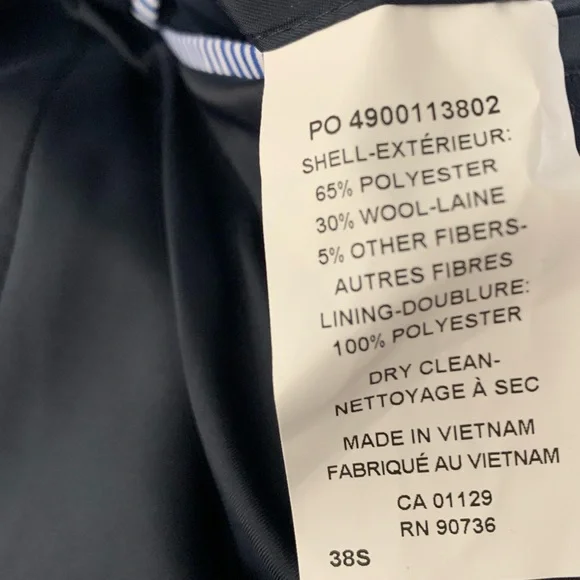 PO 4900113802
SHELL-EXTÉRIEUR:
65% POLYESTER
30% WOOL-LAINE
5% OTHER FIBERS-
AUTRES FIBRES
LINING-DOUBLURE:
100% POLYESTER
DRY CLEAN-
NETTOYAGE À SEC
MADE IN VIETNAM
FABRIQUÉ AU VIETNAM
CA 01129
RN 90736
38S